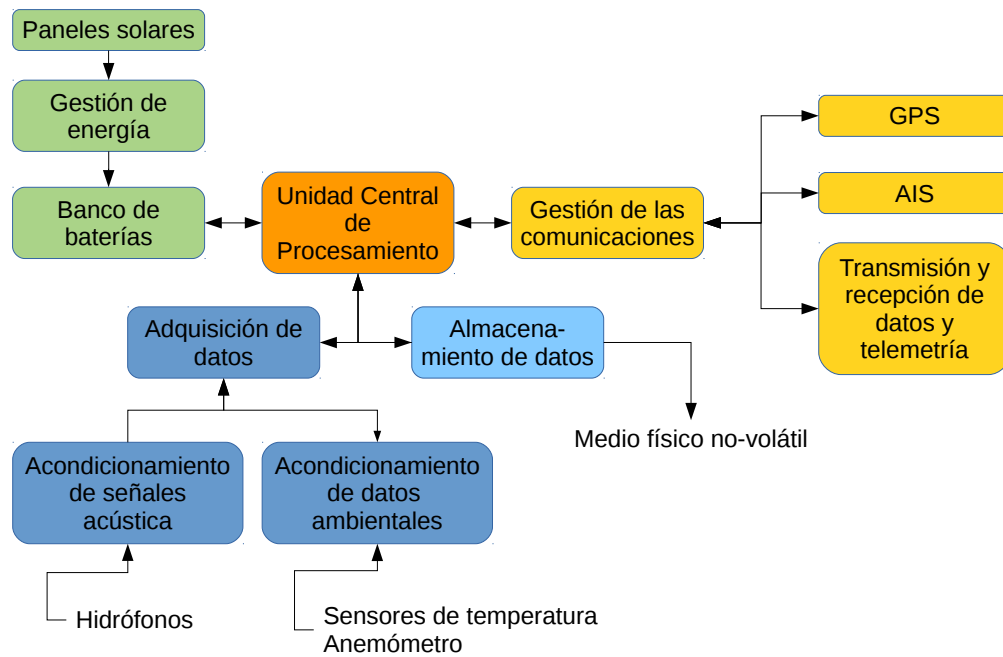 Paneles solares
Gestión de
energía
Banco de
baterías
Unidad Central
de
Procesamiento
Gestión de las
comunicaciones
GPS
AIS
Transmisión y
recepción de
datos y
telemetría
Adquisición de
datos
Almacena-
miento de datos
Medio físico no-volátil
Acondicionamiento
de señales
acústica
Acondicionamiento
de datos
ambientales
Hidrófonos
Sensores de temperatura
Anemómetro